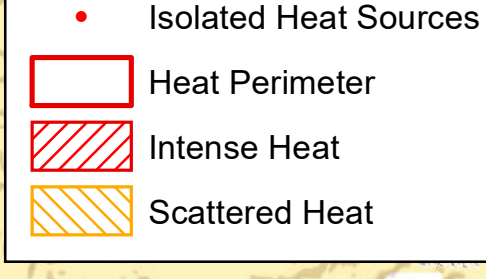 Isolated Heat Sources
Heat Perimeter
Intense Heat
Scattered Heat